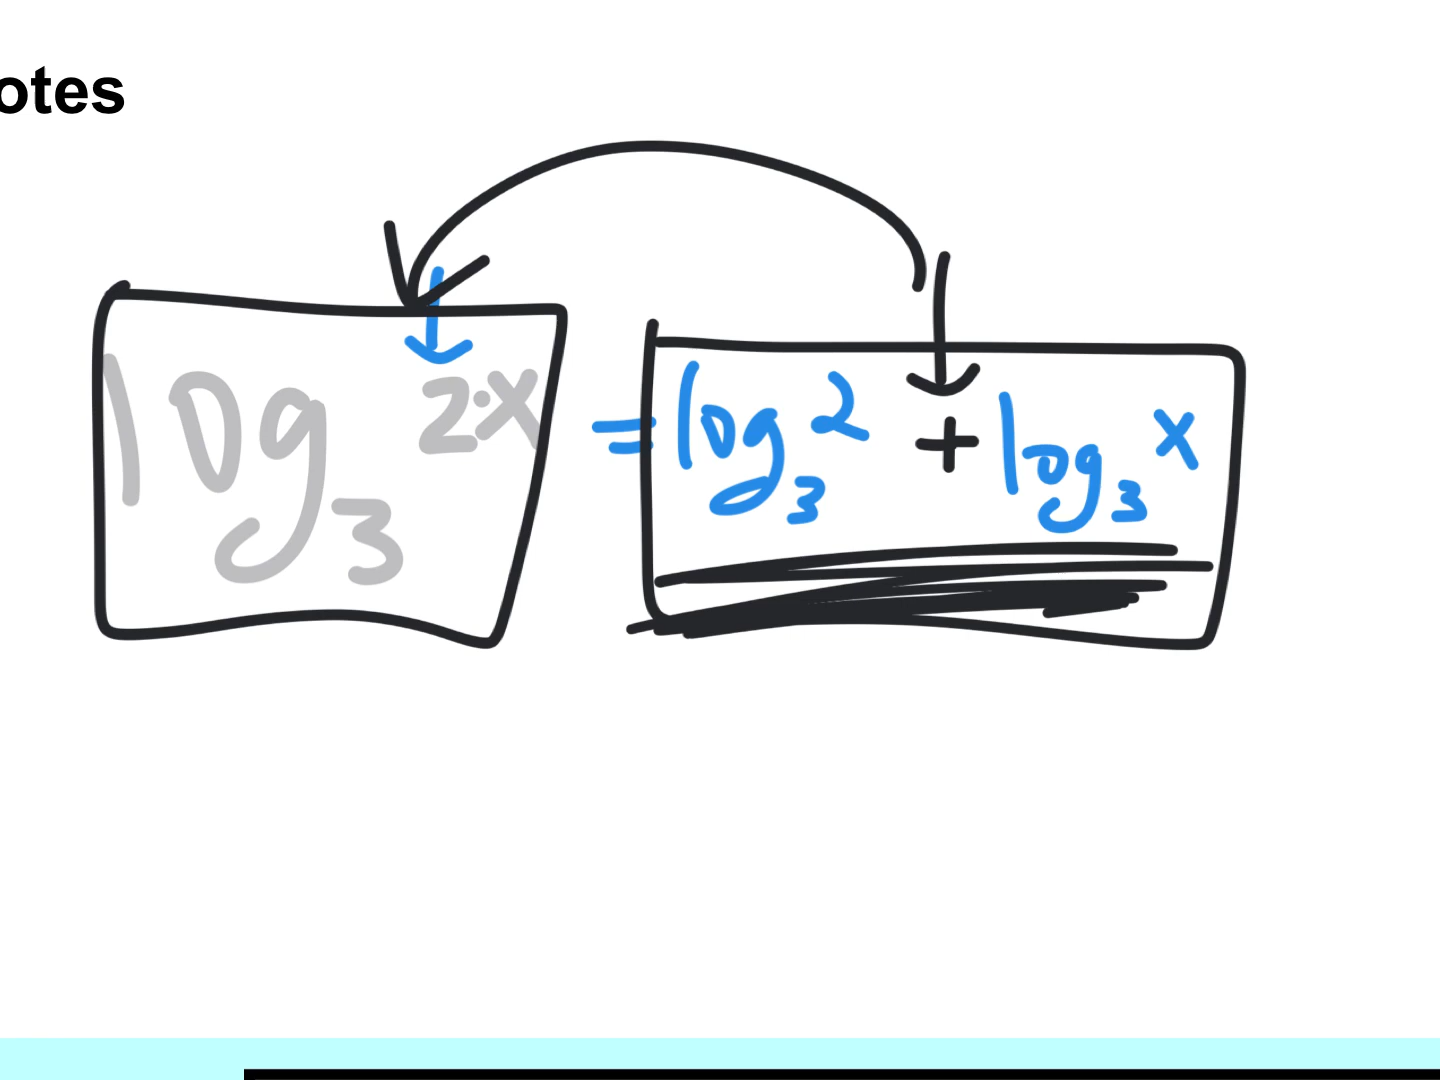 otes
log₃ 2·x = log₃ 2 + log₃ x